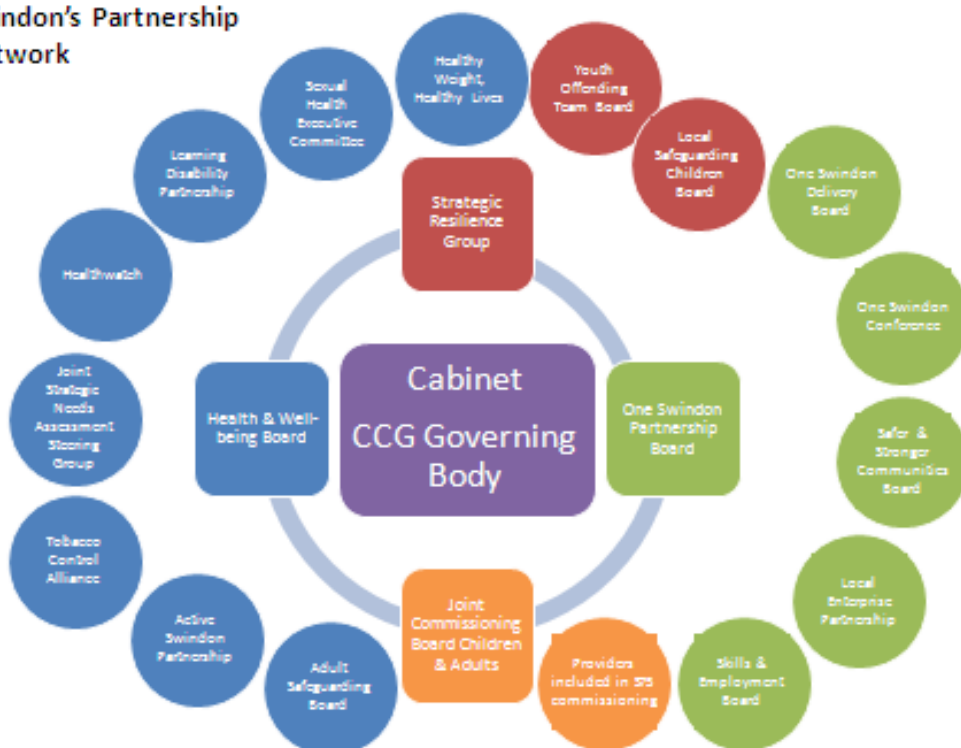 indon's Partnership
twork
Healthy
Weight,
Healthy Lives
Youth
Offending
Team Board
Sexual
Health
Executive
Committee
Local
Safeguarding
Children
Board
Learning
Disability
Partnership
One Swindon
Delivery
Board
Strategic
Resilience
Group
Healthwatch
One Swindon
Conference
Joint
Strategic
Needs
Assessment
Steering
Group
Health & Well-
being Board
Cabinet
CCG Governing
Body
One Swindon
Partnership
Board
Safer &
Stronger
Communities
Board
Tobacco
Control
Alliance
Local
Enterprise
Partnership
Active
Swindon
Partnership
Joint
Commissioning
Board Children
& Adults
Adult
Safeguarding
Board
Providers
included in S75
commissioning
Skills &
Employment
Board